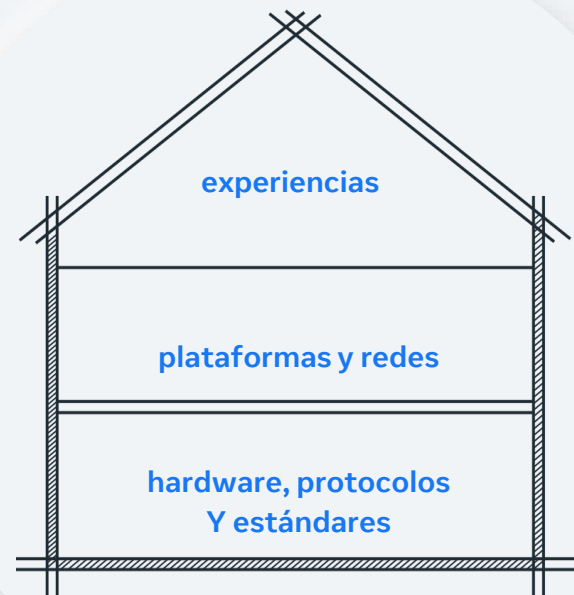 experiencias
plataformas y redes
hardware, protocolos
Y estándares